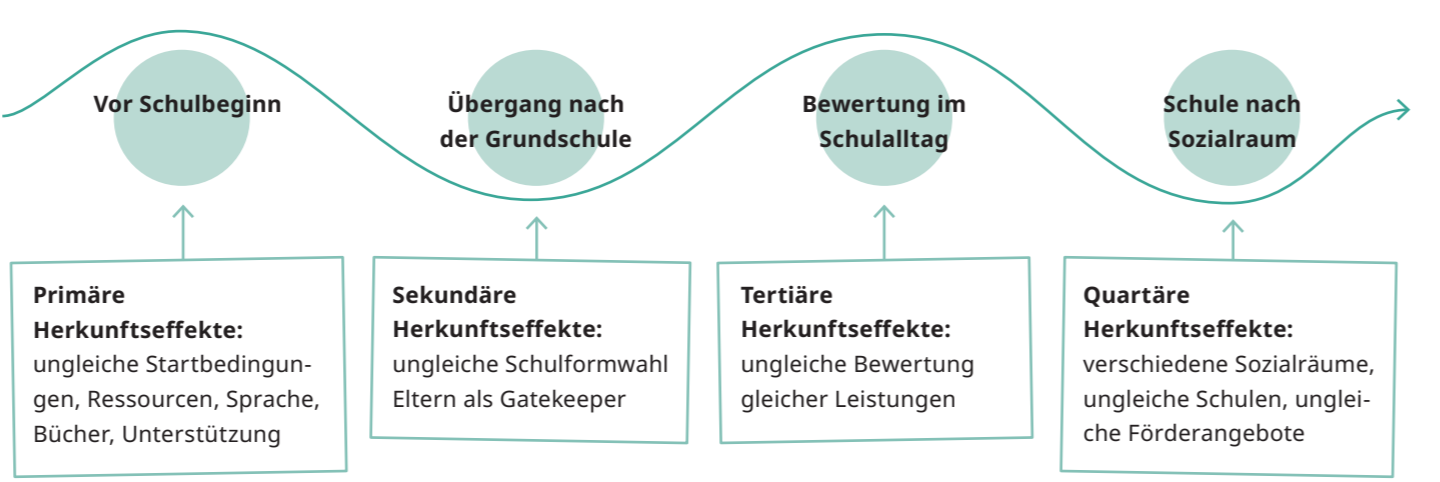 Vor Schulbeginn
Übergang nach
der Grundschule
Bewertung im
Schulalltag
Schule nach
Sozialraum
Primäre
Herkunftseffekte:
ungleiche Startbedingun-
gen, Ressourcen, Sprache,
Bücher, Unterstützung
Sekundäre
Herkunftseffekte:
ungleiche Schulformwahl
Eltern als Gatekeeper
Tertiäre
Herkunftseffekte:
ungleiche Bewertung
gleicher Leistungen
Quartäre
Herkunftseffekte:
verschiedene Sozialräume,
ungleiche Schulen, unglei-
che Förderangebote